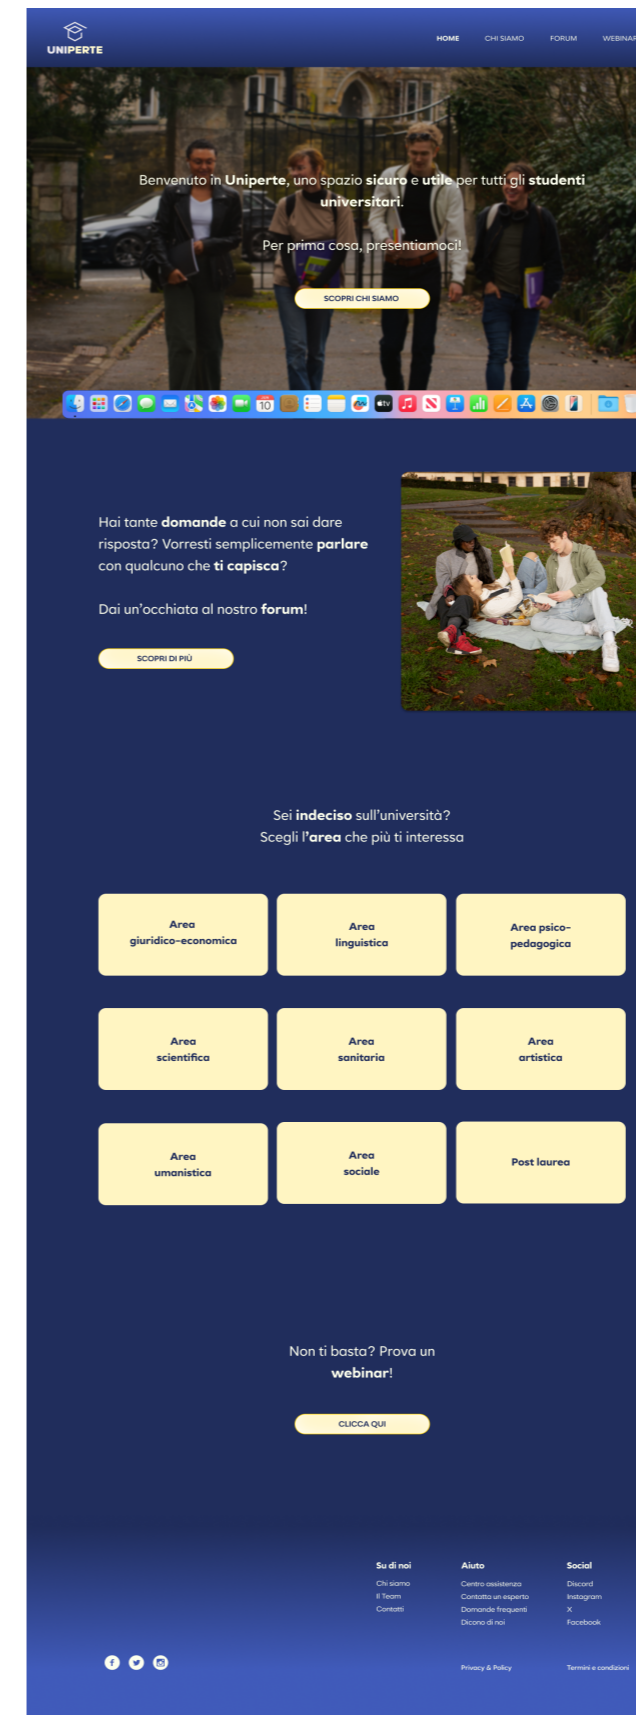 UNIPERTE
HOME CHI SIAMO FORUM WEBINAR
Benvenuto in Uniperte, uno spazio sicuro e utile per tutti gli studenti
universitari.
Per prima cosa, presentiamoci!
SCOPRI CHI SIAMO
10
tv
Hai tante domande a cui non sai dare
risposta? Vorresti semplicemente parlare
con qualcuno che ti capisca?
Dai un'occhiata al nostro forum!
SCOPRI DI PIÙ
Sei indeciso sull'università?
Scegli l'area che più ti interessa
Area
giuridico-economica
Area
linguistica
Area psico-
pedagogica
Area
scientifica
Area
sanitaria
Area
artistica
Area
umanistica
Area
sociale
Post laurea
Non ti basta? Prova un
webinar!
CLICCA QUI
Su di noi
Chi siamo
Il Team
Contatti
Aiuto
Centro assistenza
Contatta un esperto
Domande frequenti
Dicono di noi
Social
Discord
Instagram
X
Facebook
Privacy & Policy
Termini e condizioni